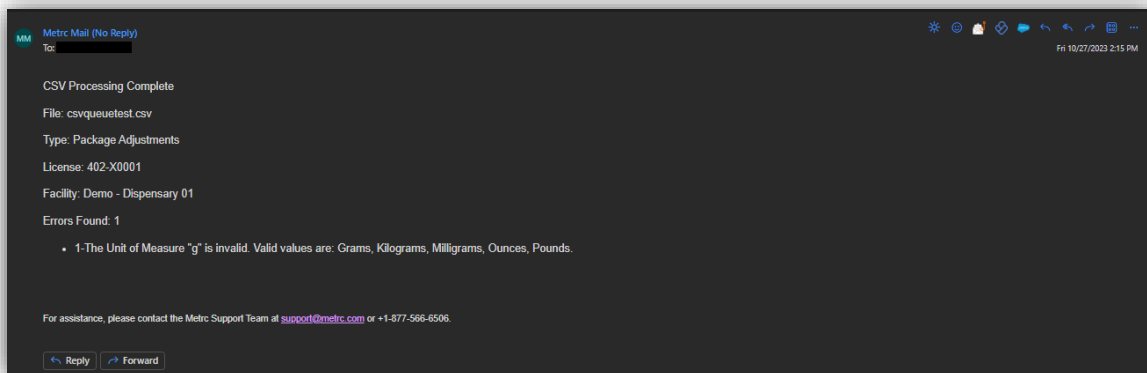 MM
Metrc Mail (No Reply)
To:
Fri 10/27/2023 2:15 PM
CSV Processing Complete
File: csvqueuetest.csv
Type: Package Adjustments
License: 402-X0001
Facility: Demo - Dispensary 01
Errors Found: 1
• 1-The Unit of Measure "g" is invalid. Valid values are: Grams, Kilograms, Milligrams, Ounces, Pounds.
For assistance, please contact the Metrc Support Team at support@metrc.com or +1-877-566-6506.
Reply
Forward